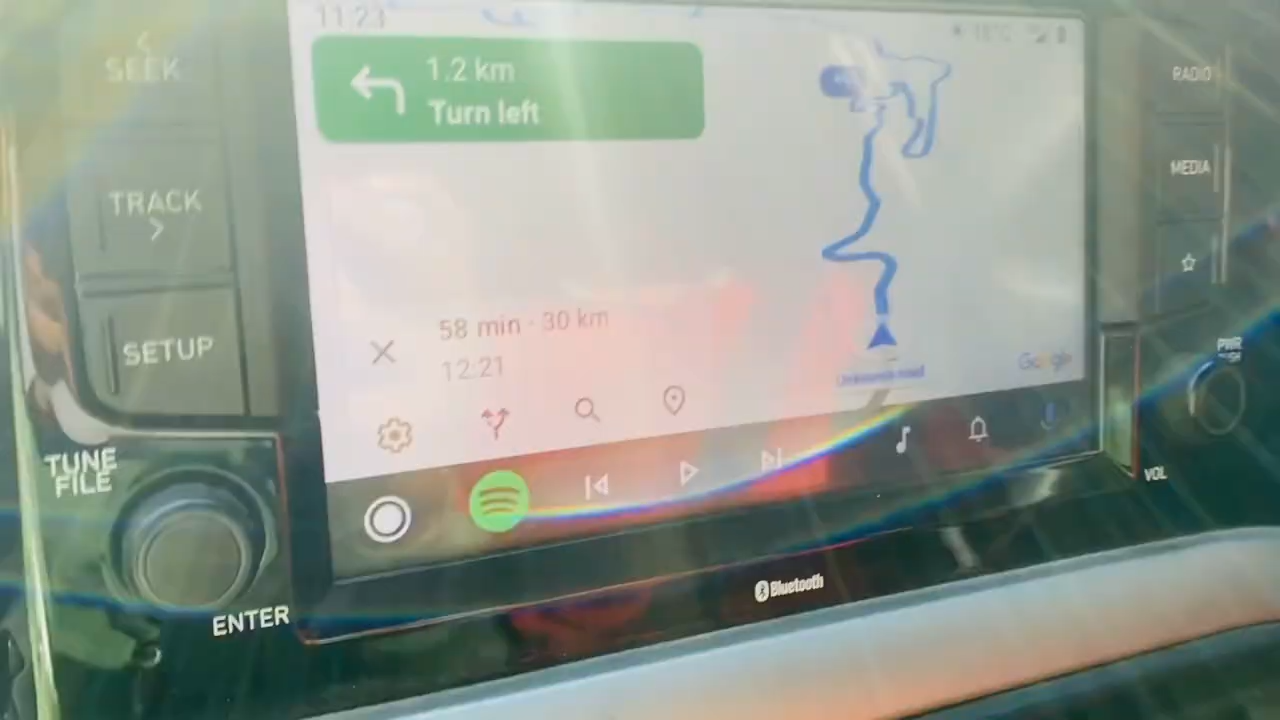 11:23
1.2 km
Turn left
58 min · 30 km
12:21
Google
SEEK
TRACK
SETUP
TUNE
FILE
ENTER
Bluetooth
RADIO
MEDIA
PWR
VOL